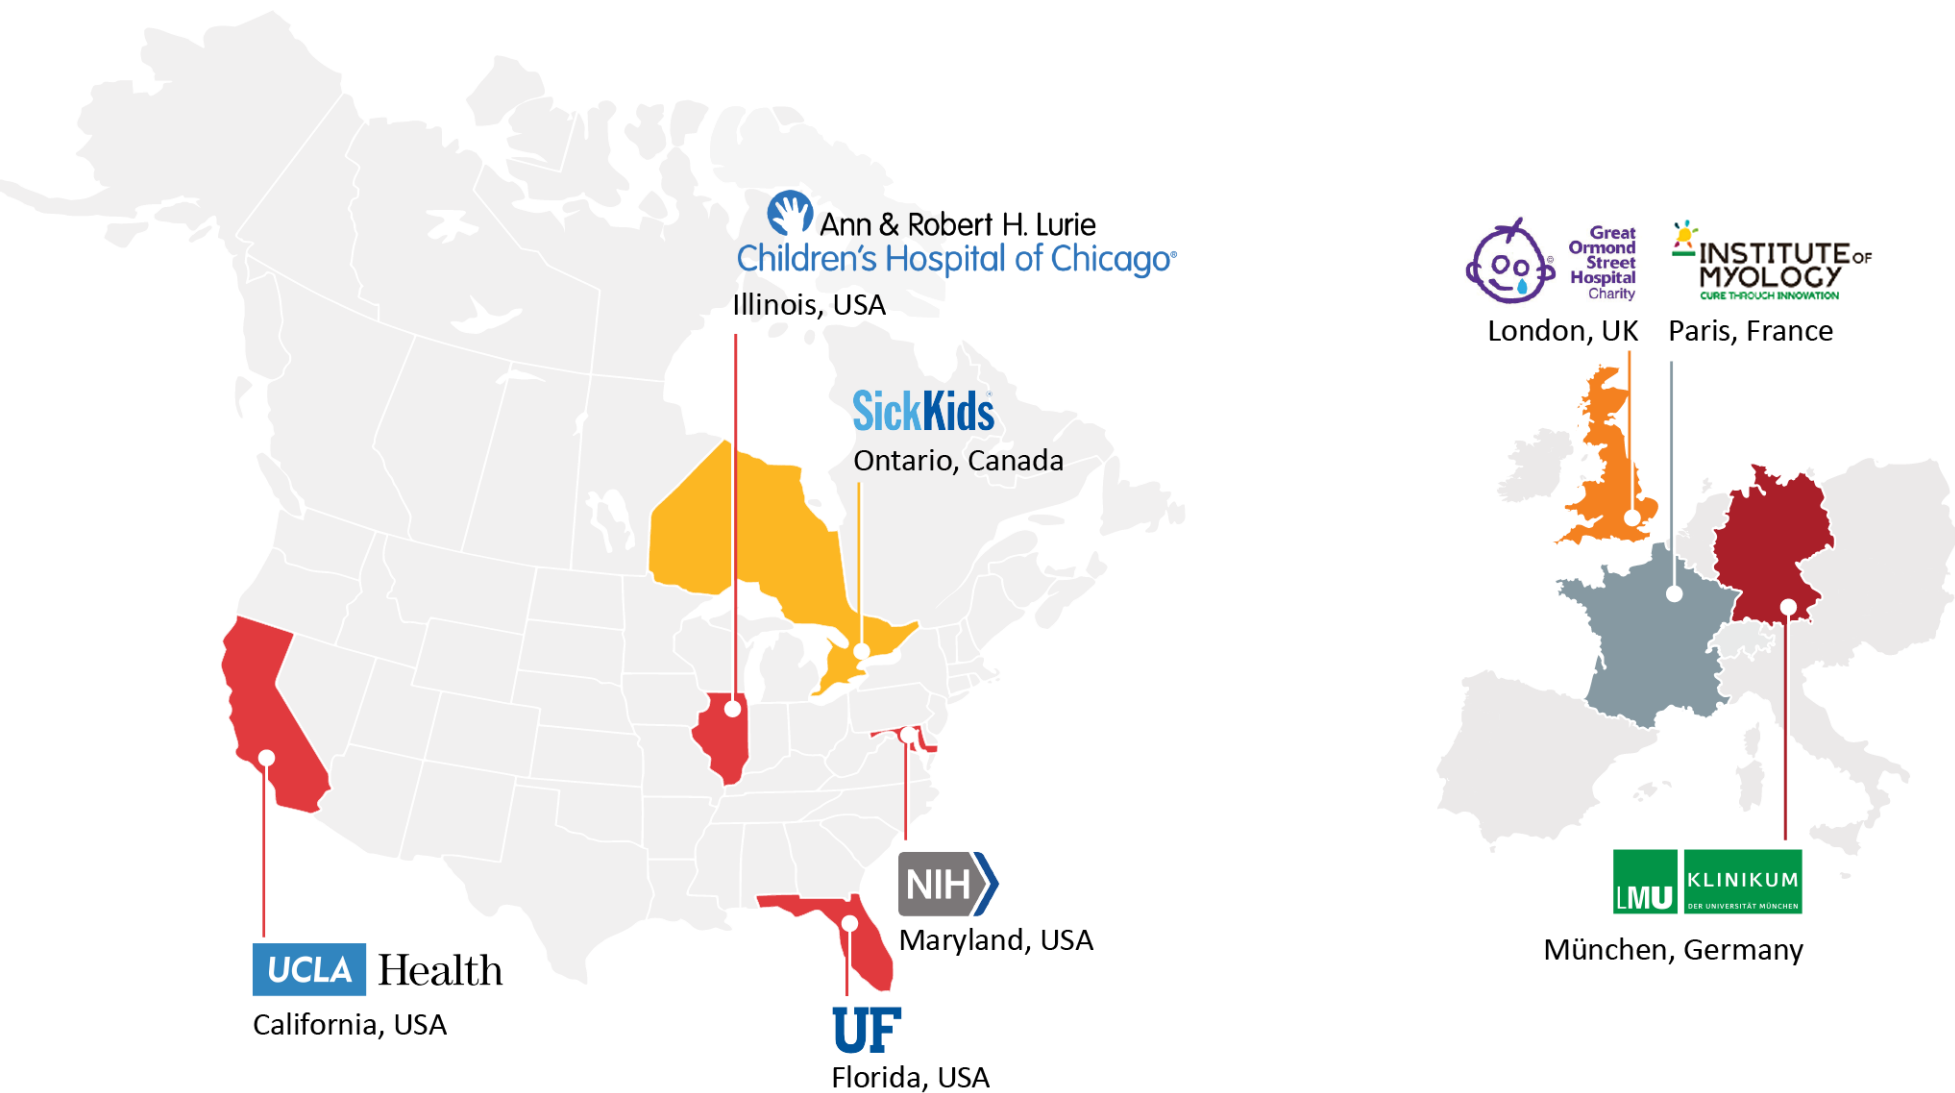 Ann & Robert H. Lurie
Children's Hospital of Chicago®
Illinois, USA
SickKids®
Ontario, Canada
Great
Ormond
Street
Hospital
Charity
©
London, UK
INSTITUTE OF
MYOLOGY
CURE THROUGH INNOVATION
Paris, France
NIH
Maryland, USA
UCLA Health
California, USA
UF
Florida, USA
LMU KLINIKUM
DER UNIVERSITÄT MÜNCHEN
München, Germany